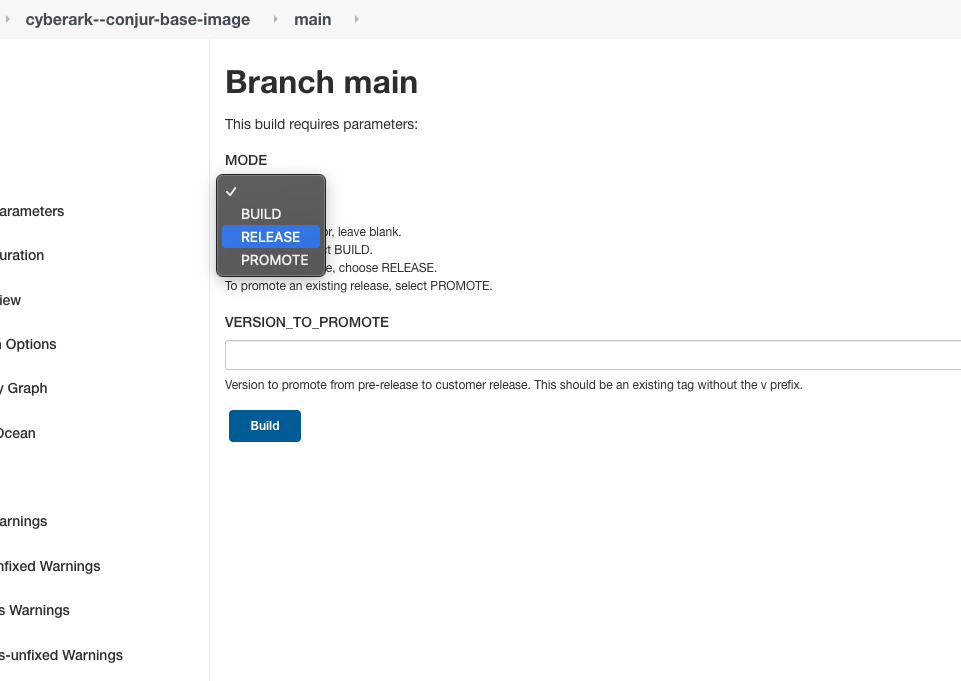 cyberark--conjur-base-image main
Branch main
This build requires parameters:
MODE
BUILD
RELEASE
PROMOTE
leave blank.
BUILD.
choose RELEASE.
To promote an existing release, select PROMOTE.
VERSION_TO_PROMOTE
Version to promote from pre-release to customer release. This should be an existing tag without the v prefix.
Build
arameters
uration
iew
Options
Graph
Ocean
arnings
nfixed Warnings
s Warnings
s-unfixed Warnings